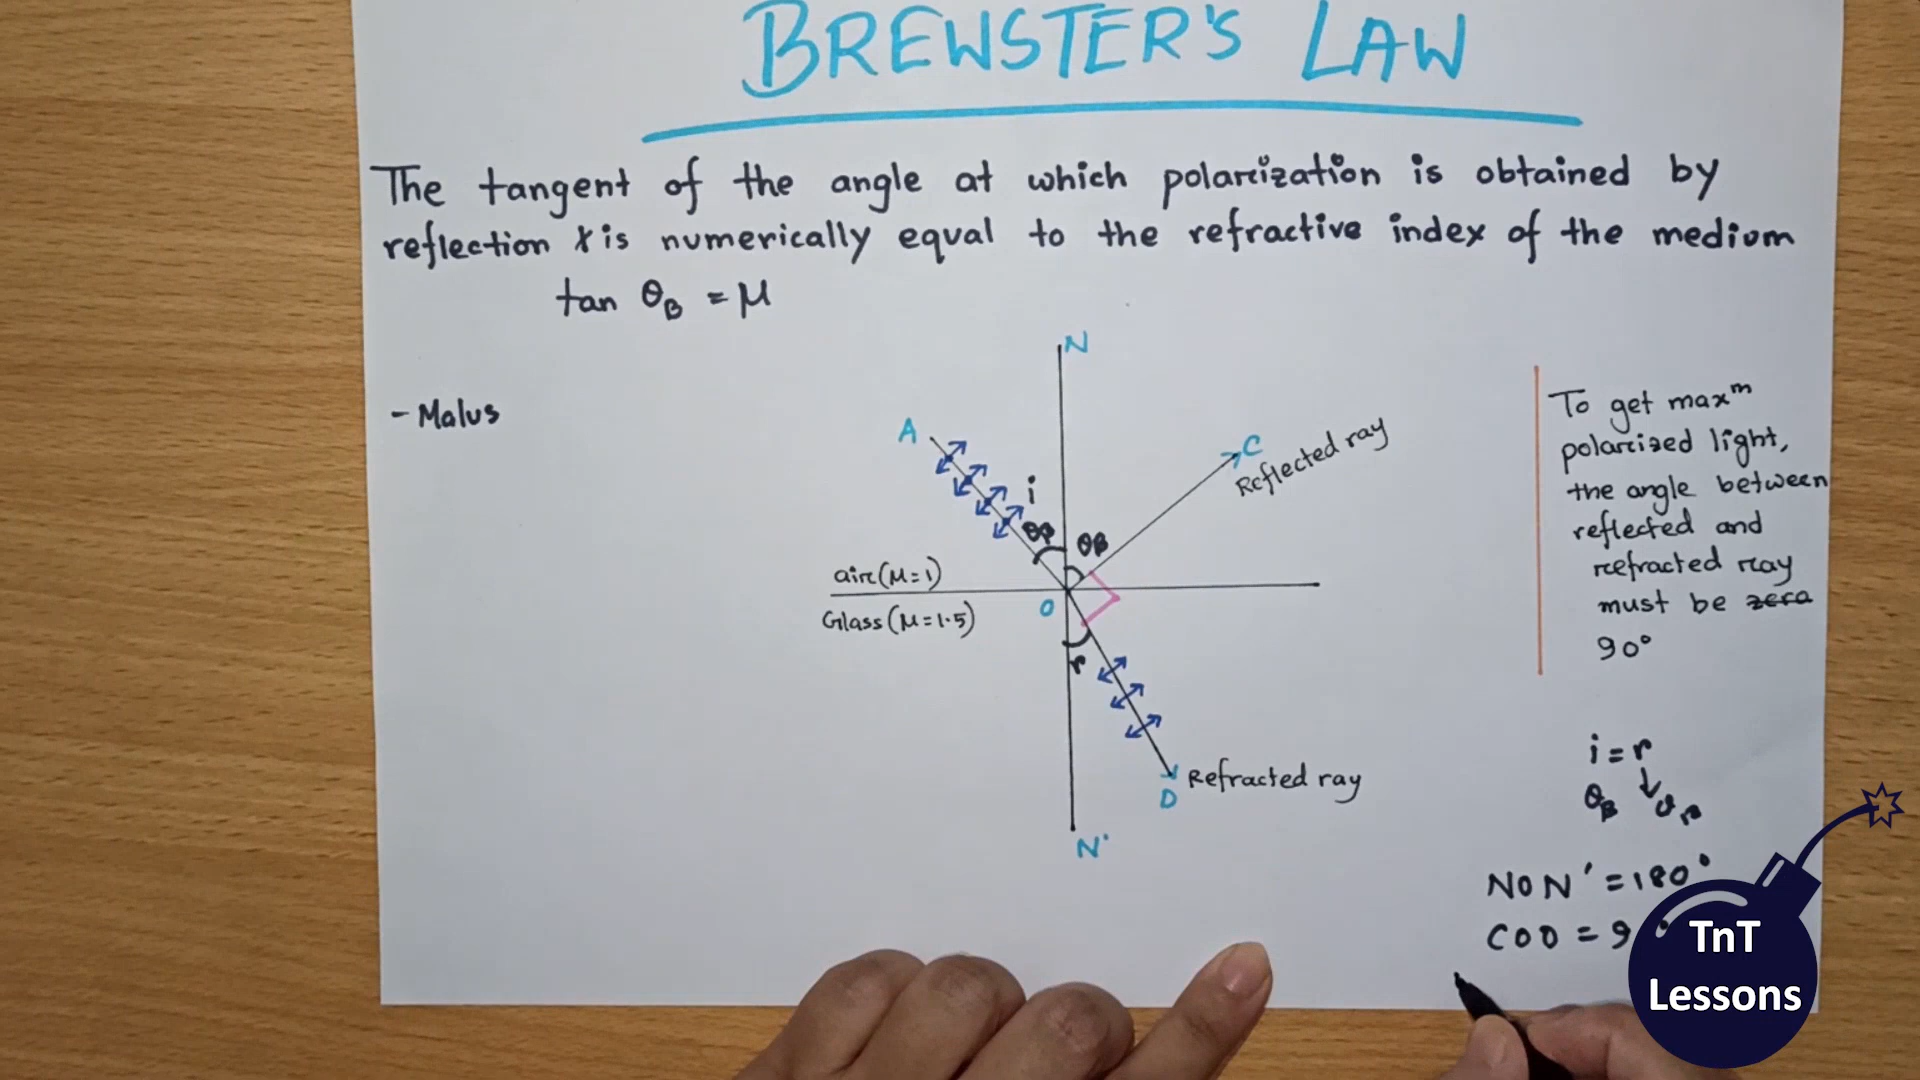 BREWSTER'S LAW
The tangent of the angle at which polarization is obtained by
reflection is numerically equal to the refractive index of the medium
tan θB = μ
- Malus
N
A
i
C
Reflected ray
θB
air (μ=1)
O
Glass (μ=1.5)
r
Refracted ray
D
N'
To get maxᵐ
polarized light,
the angle between
reflected and
refracted ray
must be zero
90°
i = r
θB
NON' = 180°
COD = 9
TnT
Lessons